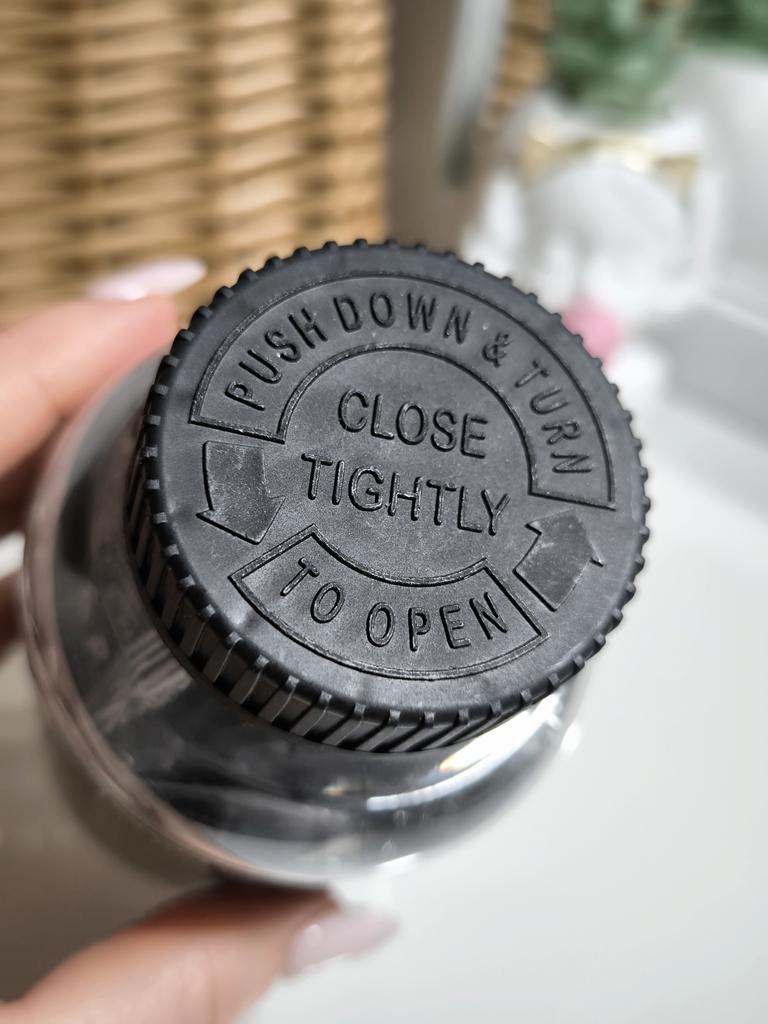 PUSH DOWN & TURN
CLOSE
TIGHTLY
TO OPEN